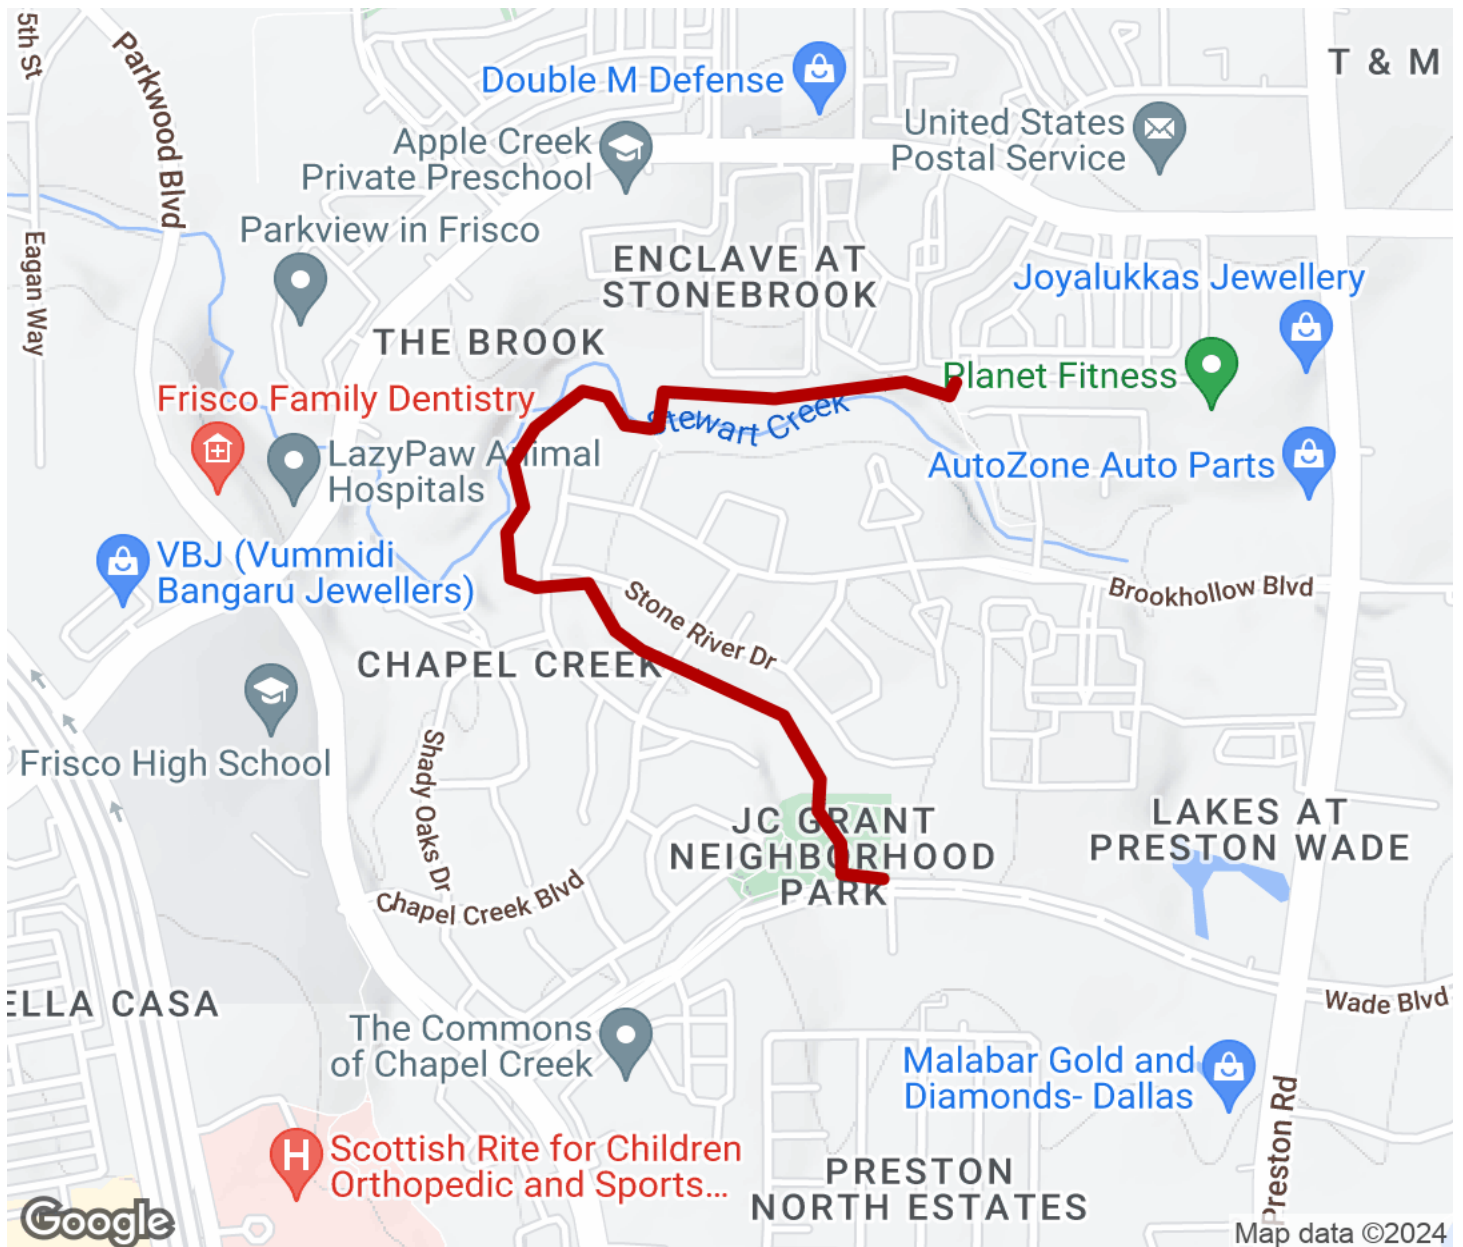 5th St
Parkwood Blvd
Double M Defense
T & M
United States
Postal Service
Apple Creek
Private Preschool
Eagan Way
Parkview in Frisco
ENCLAVE AT
STONEBROOK
Joyalukkas Jewellery
THE BROOK
Planet Fitness
Frisco Family Dentistry
Stewart Creek
LazyPaw Animal
Hospitals
AutoZone Auto Parts
VBJ (Vummidi
Bangaru Jewellers)
Brookhollow Blvd
Stone River Dr
CHAPEL CREEK
Frisco High School
Shady Oaks Dr
JC GRANT
NEIGHBORHOOD
PARK
LAKES AT
PRESTON WADE
Chapel Creek Blvd
ELLA CASA
Wade Blvd
The Commons
of Chapel Creek
Malabar Gold and
Diamonds- Dallas
Preston Rd
H
Scottish Rite for Children
Orthopedic and Sports...
PRESTON
NORTH ESTATES
Google
Map data ©2024